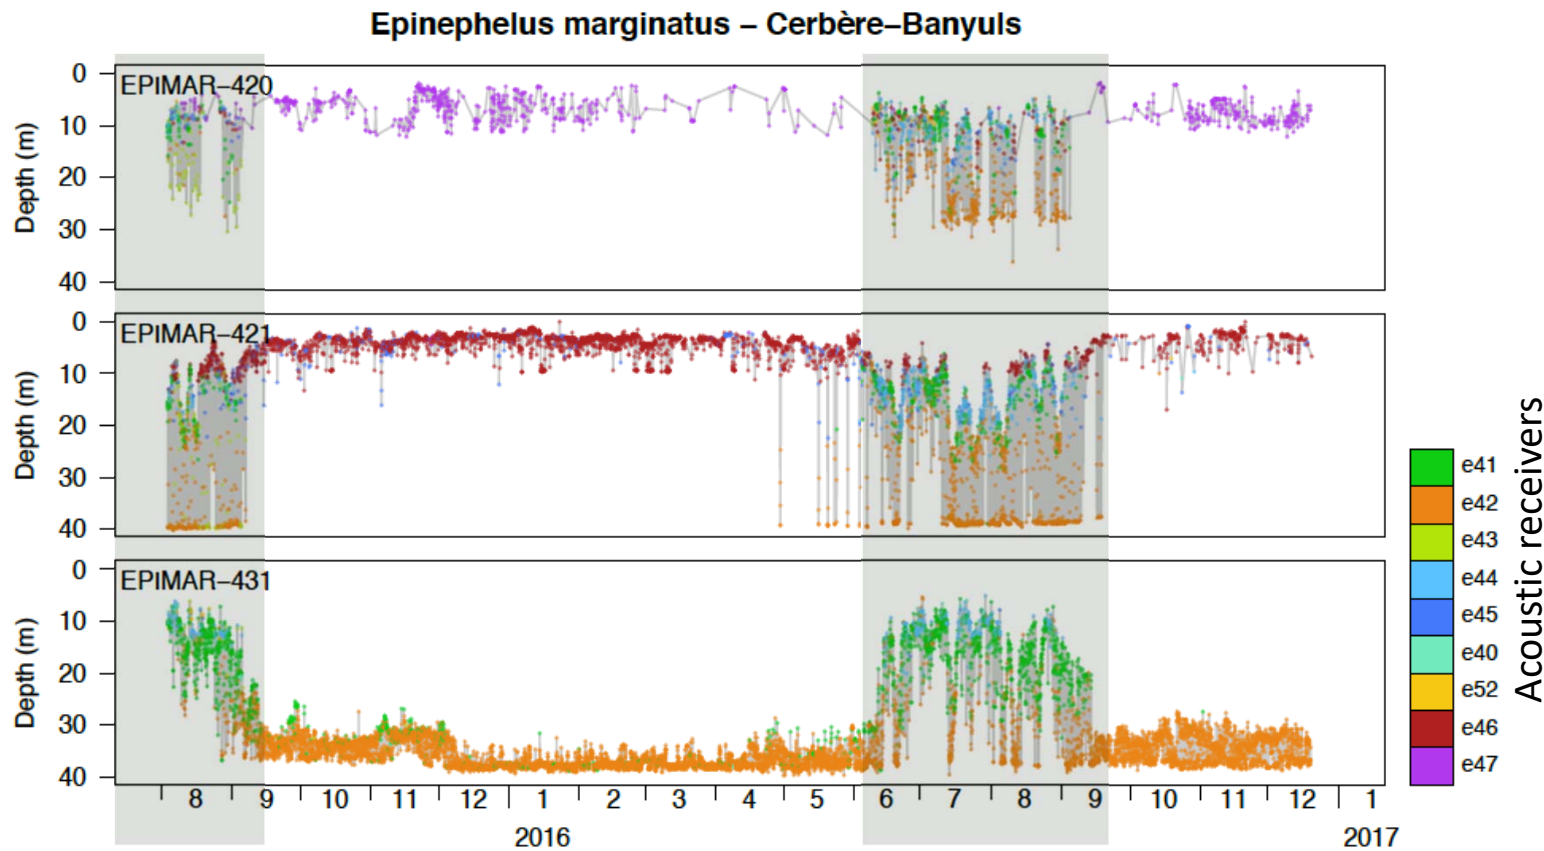 Epinephelus marginatus – Cerbère–Banyuls
EPIMAR–420
Depth (m)
0
10
20
30
40
EPIMAR–421
Depth (m)
0
10
20
30
40
EPIMAR–431
Depth (m)
0
10
20
30
40
8 9 10 11 12 1 2 3 4 5 6 7 8 9 10 11 12 1
2016 2017
e41
e42
e43
e44
e45
e40
e52
e46
e47
Acoustic receivers